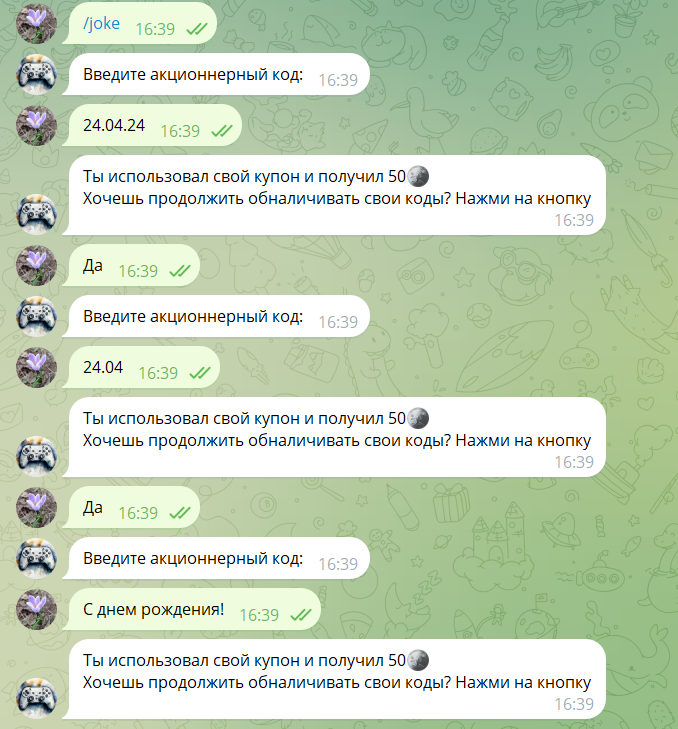 /joke 16:39
Введите акционнерный код: 16:39
24.04.24 16:39
Ты использовал свой купон и получил 50🌑
Хочешь продолжить обналичивать свои коды? Нажми на кнопку
16:39
Да 16:39
Введите акционнерный код: 16:39
24.04 16:39
Ты использовал свой купон и получил 50🌑
Хочешь продолжить обналичивать свои коды? Нажми на кнопку
16:39
Да 16:39
Введите акционнерный код: 16:39
С днем рождения! 16:39
Ты использовал свой купон и получил 50🌑
Хочешь продолжить обналичивать свои коды? Нажми на кнопку
16:39